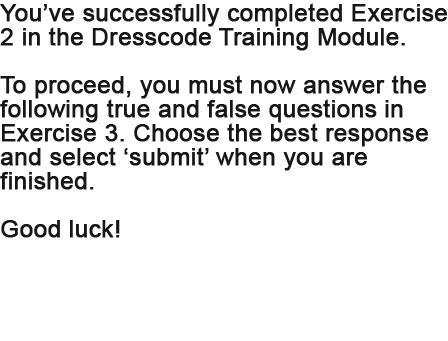 You’ve successfully completed Exercise
2 in the Dresscode Training Module.
To proceed, you must now answer the
following true and false questions in
Exercise 3. Choose the best response
and select ‘submit’ when you are
finished.
Good luck!